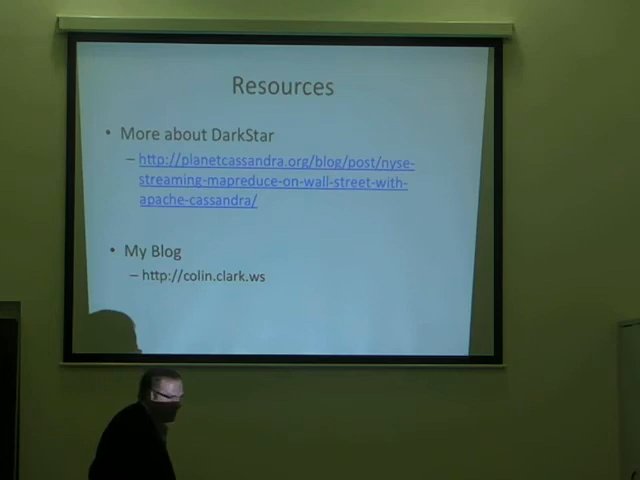 Resources
• More about DarkStar
– http://planetcassandra.org/blog/post/nyse-
streaming-mapreduce-on-wall-street-with-
apache-cassandra/
• My Blog
– http://colin.clark.ws